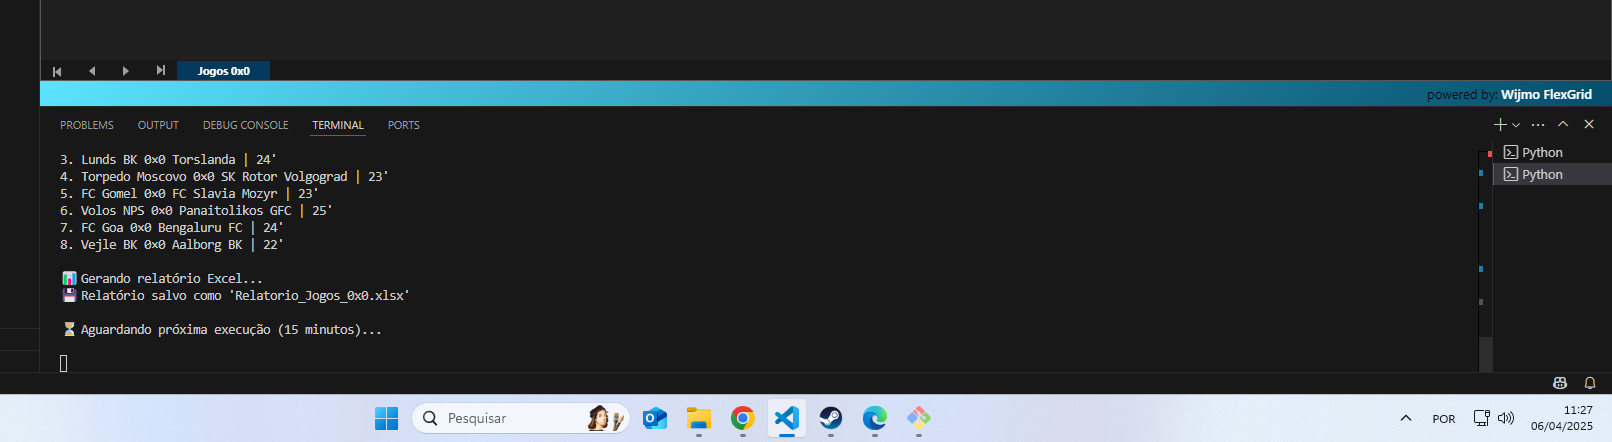 Jogos 0x0
powered by: Wijmo FlexGrid
PROBLEMS OUTPUT DEBUG CONSOLE TERMINAL PORTS
3. Lunds BK 0x0 Torslanda | 24'
4. Torpedo Moscovo 0x0 SK Rotor Volgograd | 23'
5. FC Gomel 0x0 FC Slavia Mozyr | 23'
6. Volos NPS 0x0 Panaitolikos GFC | 25'
7. FC Goa 0x0 Bengaluru FC | 24'
8. Vejle BK 0x0 Aalborg BK | 22'
Gerando relatório Excel...
Relatório salvo como 'Relatorio_Jogos_0x0.xlsx'
Aguardando próxima execução (15 minutos)...
Python
Python
Pesquisar
POR
11:27
06/04/2025